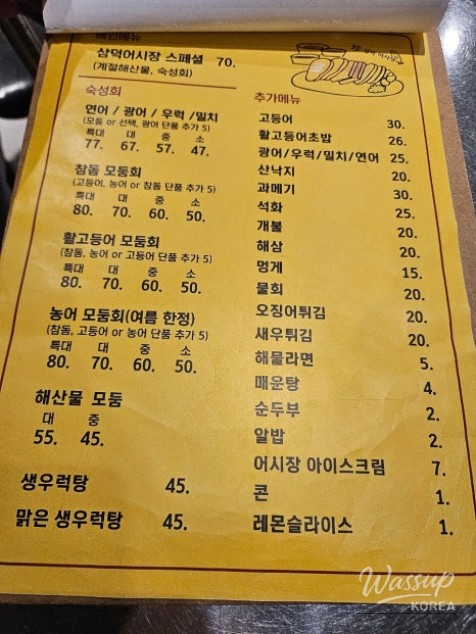 메인메뉴
삼덕어시장 스페셜 70.
(계절해산물, 숙성회)
숙성회
연어 / 광어 / 우럭 /밀치
(모둠 or 선택, 광어 단품 추가 5)
특대 대 중 소
77. 67. 57. 47.
참돔 모둠회
(고등어, 농어 or 참돔 단품 추가 5)
특대 대 중 소
80. 70. 60. 50.
활고등어 모둠회
(참돔, 농어 or 고등어 단품 추가 5)
특대 대 중 소
80. 70. 60. 50.
농어 모둠회(여름 한정)
(참돔, 고등어 or 농어 단품 추가 5)
특대 대 중 소
80. 70. 60. 50.
해산물 모둠
대 중
55. 45.
생우럭탕 45.
맑은 생우럭탕 45.
추가메뉴
고등어 30.
활고등어초밥 26.
광어/우럭/밀치/연어 25.
산낙지 20.
과메기 30.
석화 25.
개불 20.
해삼 20.
멍게 15.
물회 20.
오징어튀김 20.
새우튀김 20.
해물라면 5.
매운탕 4.
순두부 2.
알밥 2.
어시장 아이스크림 7.
콘 1.
레몬슬라이스 1.
Wassup
KOREA